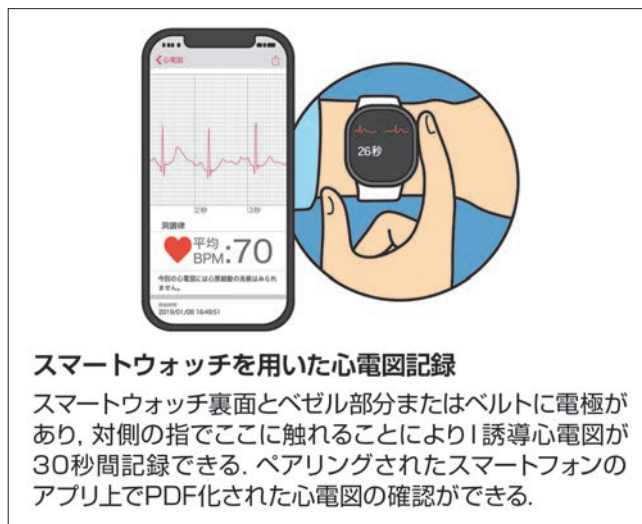 心電図
2秒
3秒
洞調律
平均
BPM:70
今回の心電図には心房細動の兆候はみられ
ません。
2019/01/08 16:49:51
26秒
スマートウォッチを用いた心電図記録
スマートウォッチ裏面とベゼル部分またはベルトに電極が
あり，対側の指でここに触れることによりI誘導心電図が
30秒間記録できる．ペアリングされたスマートフォンの
アプリ上でPDF化された心電図の確認ができる．